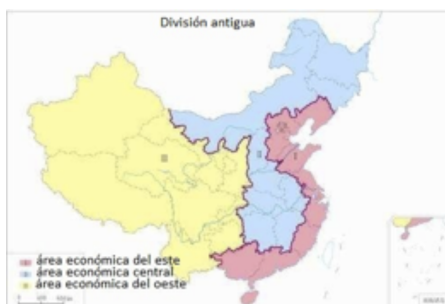 División antigua
área económica del este
área económica central
área económica del oeste